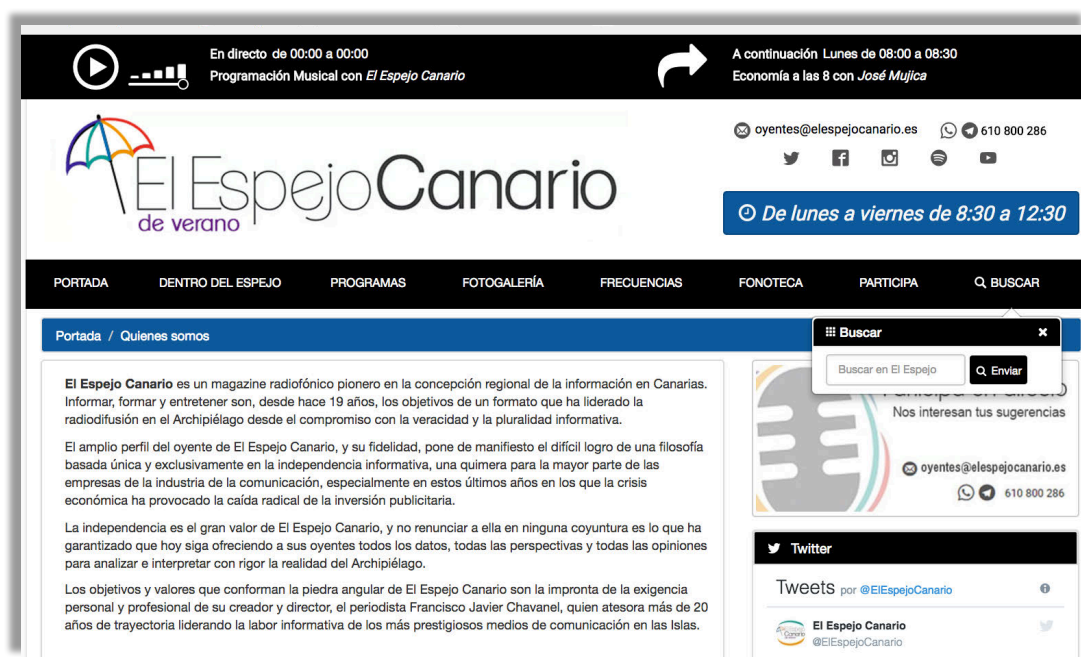 En directo de 00:00 a 00:00
Programación Musical con El Espejo Canario
A continuación Lunes de 08:00 a 08:30
Economía a las 8 con José Mujica
El Espejo Canario
de verano
oyentes@elespejocanario.es 610 800 286
De lunes a viernes de 8:30 a 12:30
PORTADA DENTRO DEL ESPEJO PROGRAMAS FOTOGALERÍA FRECUENCIAS FONOTECA PARTICIPA BUSCAR
Portada / Quienes somos
Buscar
Buscar en El Espejo Enviar
El Espejo Canario es un magazine radiofónico pionero en la concepción regional de la información en Canarias.
Informar, formar y entretener son, desde hace 19 años, los objetivos de un formato que ha liderado la
radiodifusión en el Archipiélago desde el compromiso con la veracidad y la pluralidad informativa.
El amplio perfil del oyente de El Espejo Canario, y su fidelidad, pone de manifiesto el difícil logro de una filosofía
basada única y exclusivamente en la independencia informativa, una quimera para la mayor parte de las
empresas de la industria de la comunicación, especialmente en estos últimos años en los que la crisis
económica ha provocado la caída radical de la inversión publicitaria.
La independencia es el gran valor de El Espejo Canario, y no renunciar a ella en ninguna coyuntura es lo que ha
garantizado que hoy siga ofreciendo a sus oyentes todos los datos, todas las perspectivas y todas las opiniones
para analizar e interpretar con rigor la realidad del Archipiélago.
Los objetivos y valores que conforman la piedra angular de El Espejo Canario son la impronta de la exigencia
personal y profesional de su creador y director, el periodista Francisco Javier Chavanel, quien atesora más de 20
años de trayectoria liderando la labor informativa de los más prestigiosos medios de comunicación en las Islas.
Nos interesan tus sugerencias
oyentes@elespejocanario.es
610 800 286
Twitter
Tweets por @ElEspejoCanario
El Espejo Canario
@ElEspejoCanario